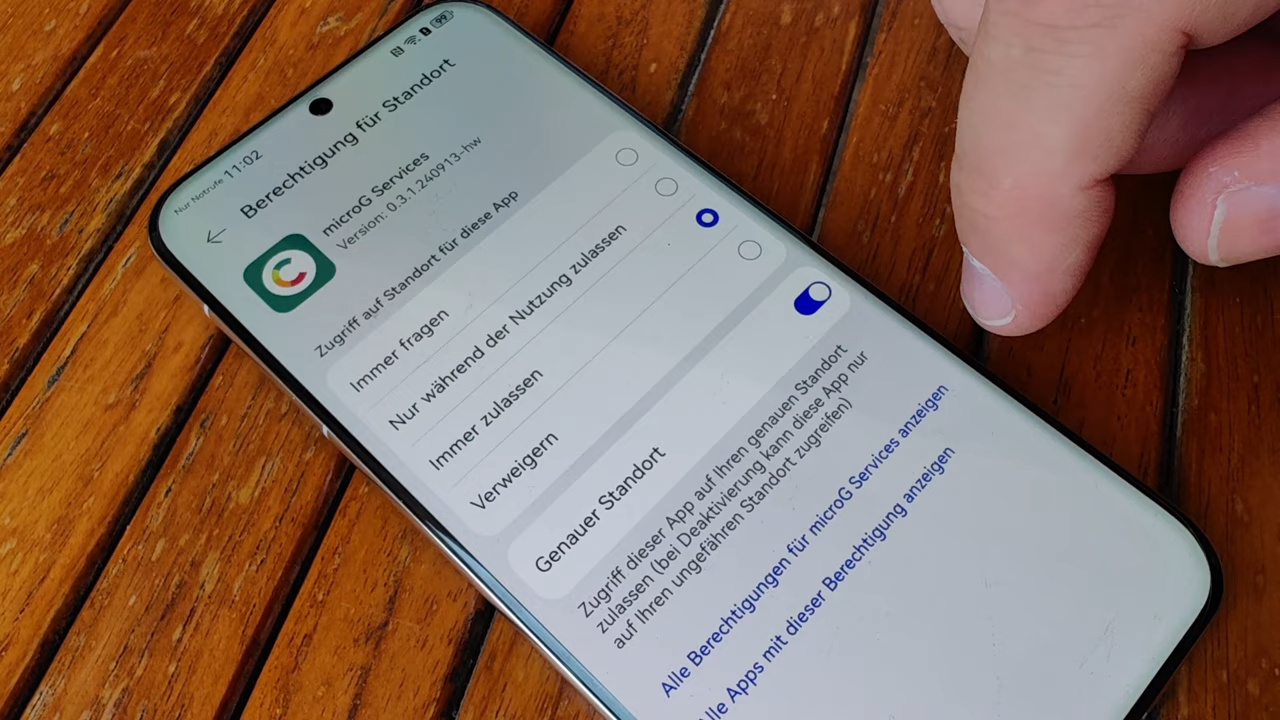 Nur Notrufe 11:02
99
Berechtigung für Standort
microG Services
Version: 0.3.1.240913-hw
Zugriff auf Standort für diese App
Immer fragen
Nur während der Nutzung zulassen
Immer zulassen
Verweigern
Genauer Standort
Zugriff dieser App auf Ihren genauen Standort
zulassen (bei Deaktivierung kann diese App nur
auf Ihren ungefähren Standort zugreifen)
Alle Berechtigungen für microG Services anzeigen
lle Apps mit dieser Berechtigung anzeigen